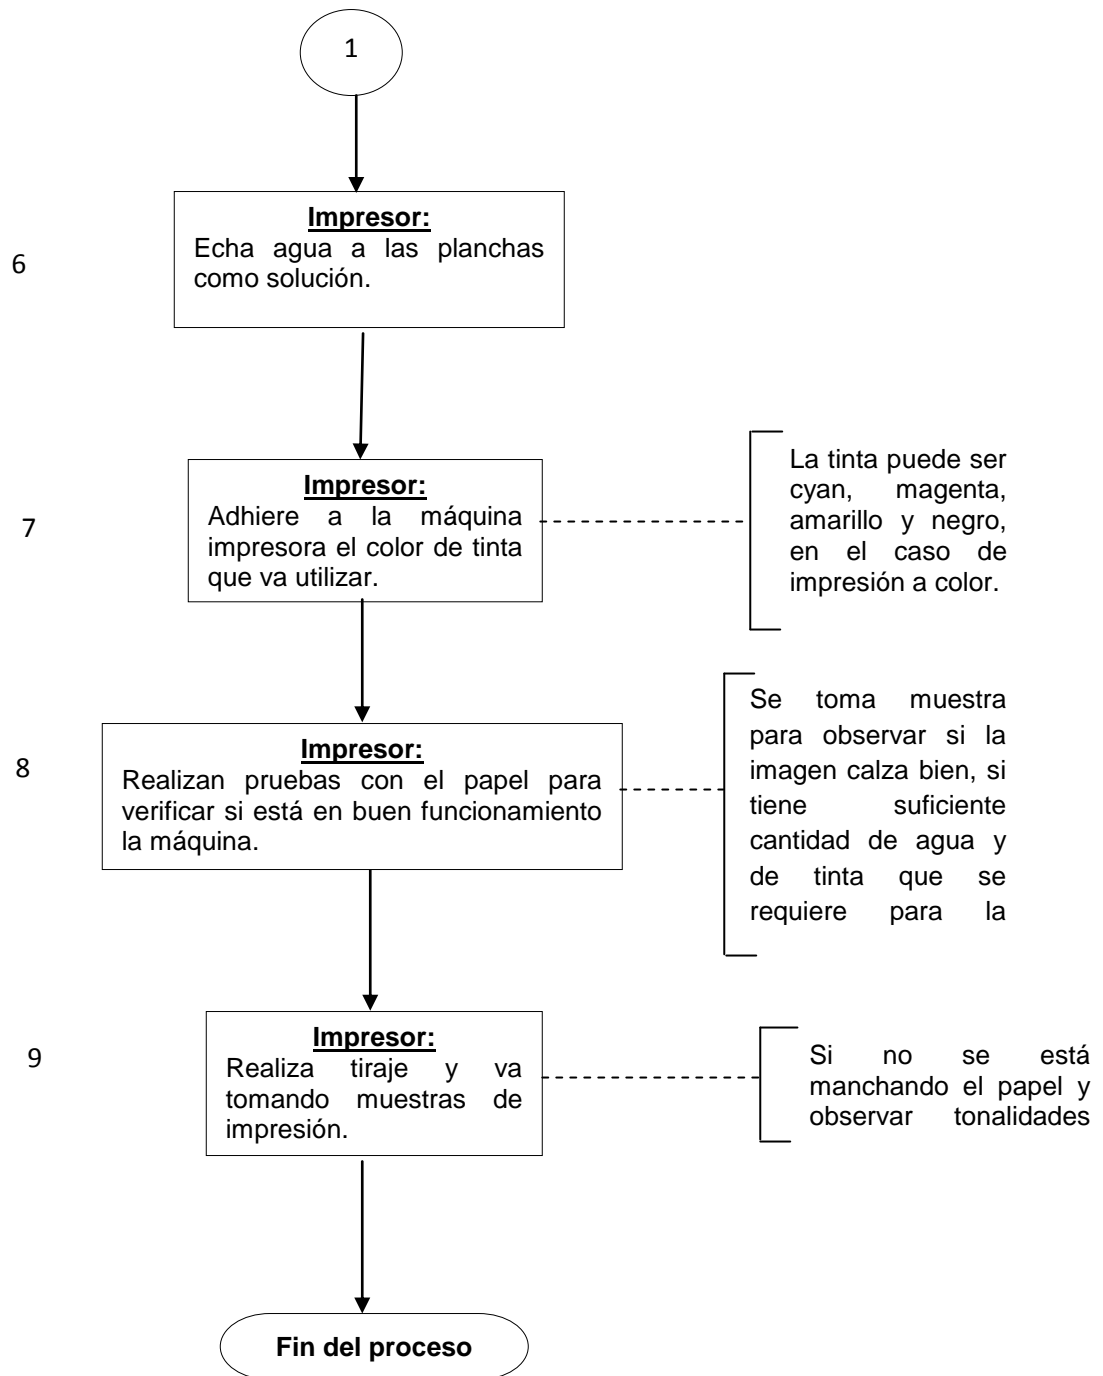 1
6
Impresor:
Echa agua a las planchas
como solución.
7
Impresor:
Adhiere a la máquina
impresora el color de tinta
que va utilizar.
La tinta puede ser
cyan, magenta,
amarillo y negro,
en el caso de
impresión a color.
8
Impresor:
Realizan pruebas con el papel para
verificar si está en buen funcionamiento
la máquina.
Se toma muestra
para observar si la
imagen calza bien, si
tiene suficiente
cantidad de agua y
de tinta que se
requiere para la
9
Impresor:
Realiza tiraje y va
tomando muestras de
impresión.
Si no se está
manchando el papel y
observar tonalidades
Fin del proceso